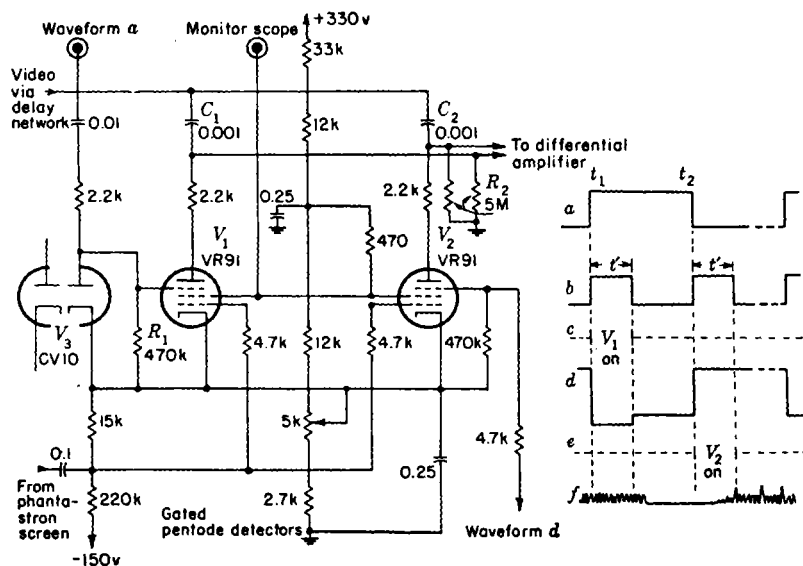 Waveform a
Monitor scope
+330v
33k
Video
via
delay
network
0.01
C1
0.001
12k
C2
0.001
To differential
amplifier
2.2k
2.2k
0.25
2.2k
R2
5M
V1
VR91
470
V2
VR91
V3
CV10
R1
470k
4.7k
12k
4.7k
470k
15k
5k
4.7k
0.1
0.25
From
phanta-
stron
screen
220k
2.7k
-150v
Gated
pentode detectors
Waveform d
t1
t2
a
t'
t'
b
c
V1
on
d
e
V2
on
f